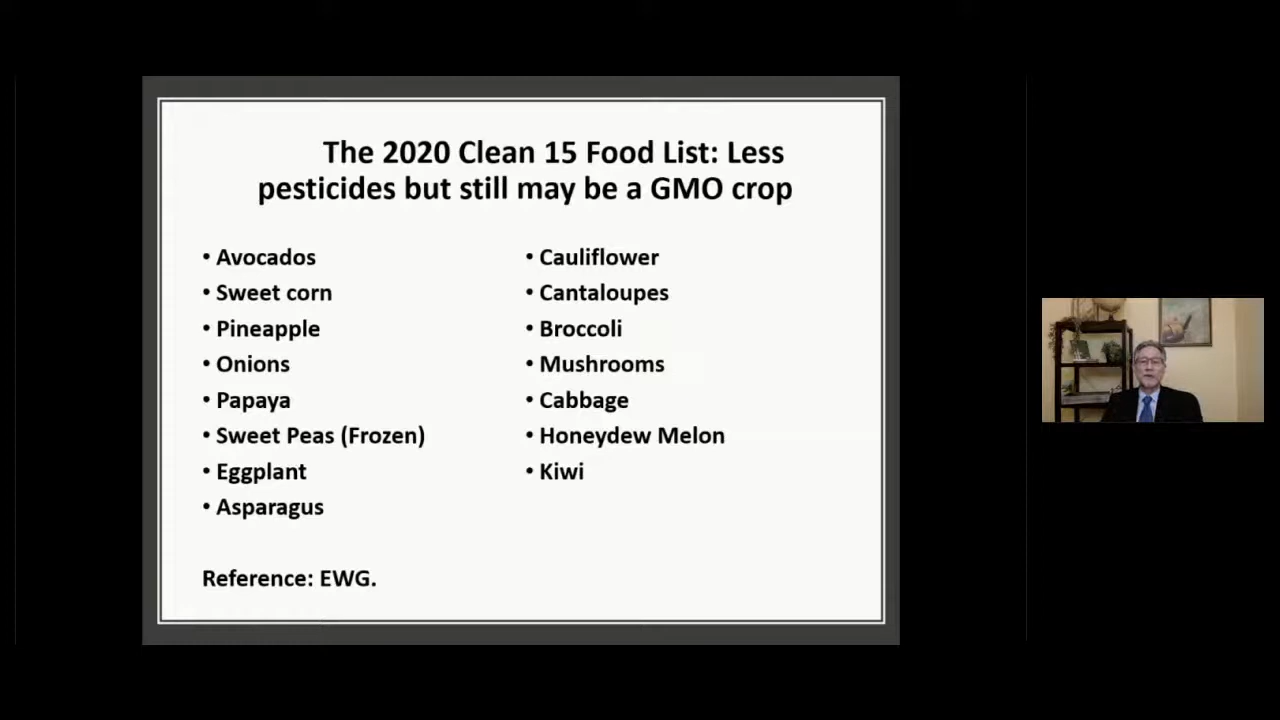 The 2020 Clean 15 Food List: Less
pesticides but still may be a GMO crop
• Avocados
• Sweet corn
• Pineapple
• Onions
• Papaya
• Sweet Peas (Frozen)
• Eggplant
• Asparagus
• Cauliflower
• Cantaloupes
• Broccoli
• Mushrooms
• Cabbage
• Honeydew Melon
• Kiwi
Reference: EWG.